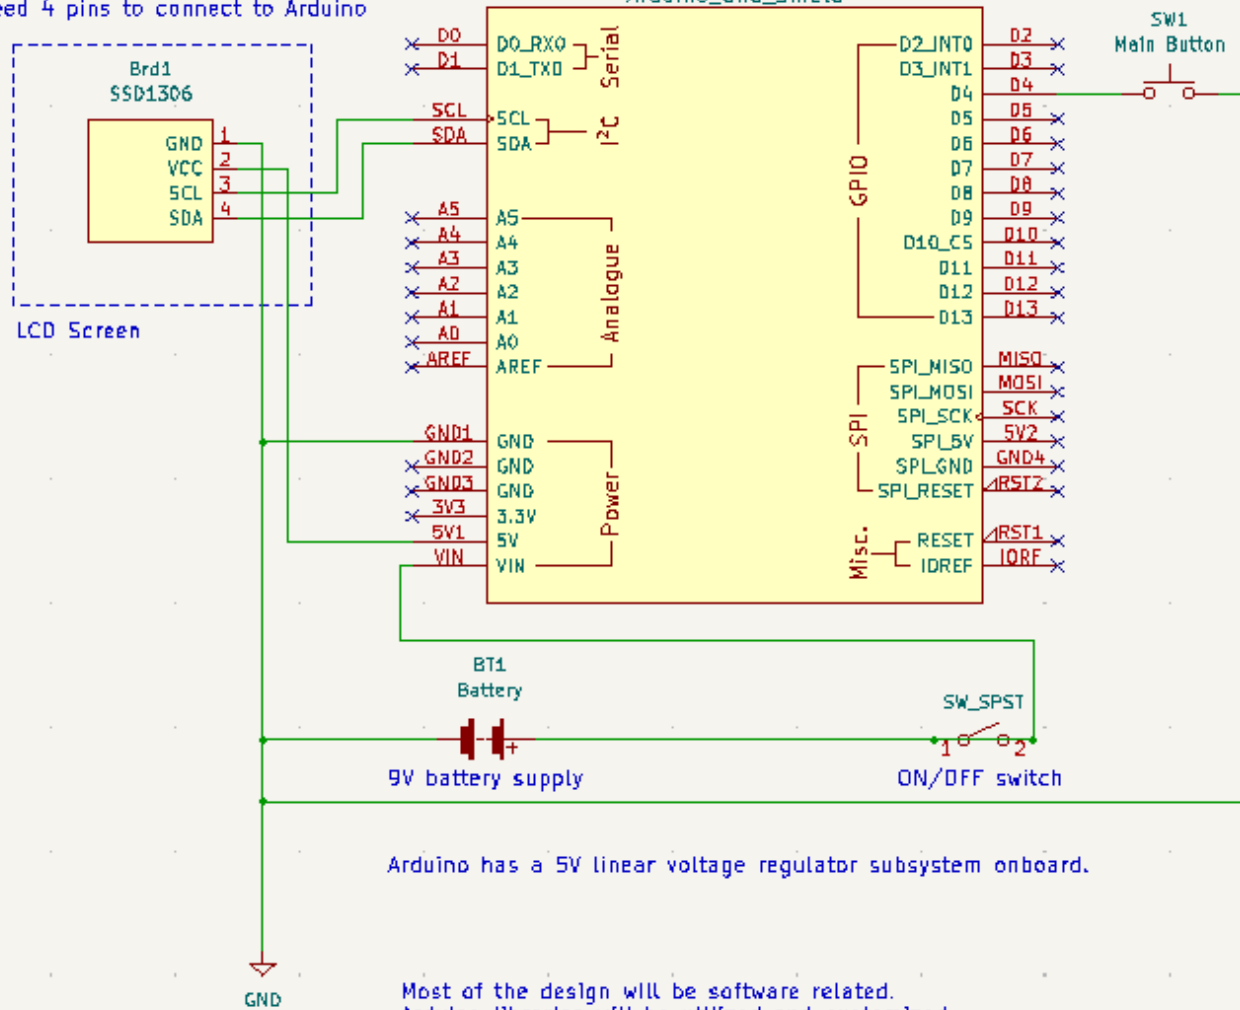 4 pins to connect to Arduino
SW1
Main Button
Brd1
SSD1306
GND 1
VCC 2
SCL 3
SDA 4
LCD Screen
D0 D0_RX0
D1 D1_TX0
Serial
SCL SCL
SDA SDA
I²C
A5 A5
A4 A4
A3 A3
A2 A2
A1 A1
A0 A0
AREF AREF
Analogue
GND1 GND
GND2 GND
GND3 GND
3V3 3.3V
5V1 5V
VIN VIN
Power
D2_INT0 D2
D3_INT1 D3
D4 D4
D5 D5
D6 D6
D7 D7
D8 D8
D9 D9
D10_CS D10
D11 D11
D12 D12
D13 D13
GPIO
SPI_MISO MISO
SPI_MOSI MOSI
SPI_SCK SCK
SPI_5V 5V2
SPI_GND GND4
SPI_RESET RST2
SPI
RESET RST1
IOREF IORF
Misc.
BT1
Battery
+
9V battery supply
SW_SPST
1 2
ON/OFF switch
Arduino has a 5V linear voltage regulator subsystem onboard.
GND
Most of the design will be software related.